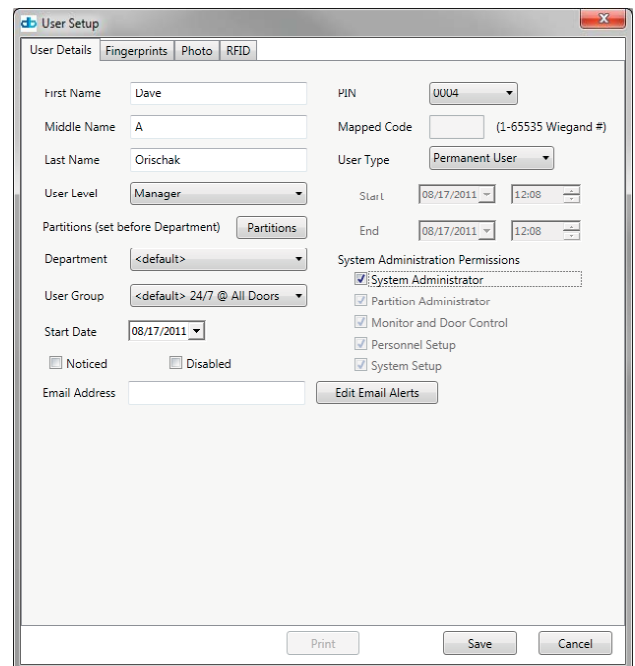 db User Setup
User Details Fingerprints Photo RFID
First Name Dave PIN 0004
Middle Name A Mapped Code (1-65535 Wiegand #)
Last Name Orischak User Type Permanent User
User Level Manager Start 08/17/2011 12:08
Partitions (set before Department) Partitions End 08/17/2011 12:08
Department <default> System Administration Permissions
System Administrator
User Group <default> 24/7 @ All Doors Partition Administrator
Start Date 08/17/2011 Monitor and Door Control
Personnel Setup
Noticed Disabled System Setup
Email Address Edit Email Alerts
Print Save Cancel